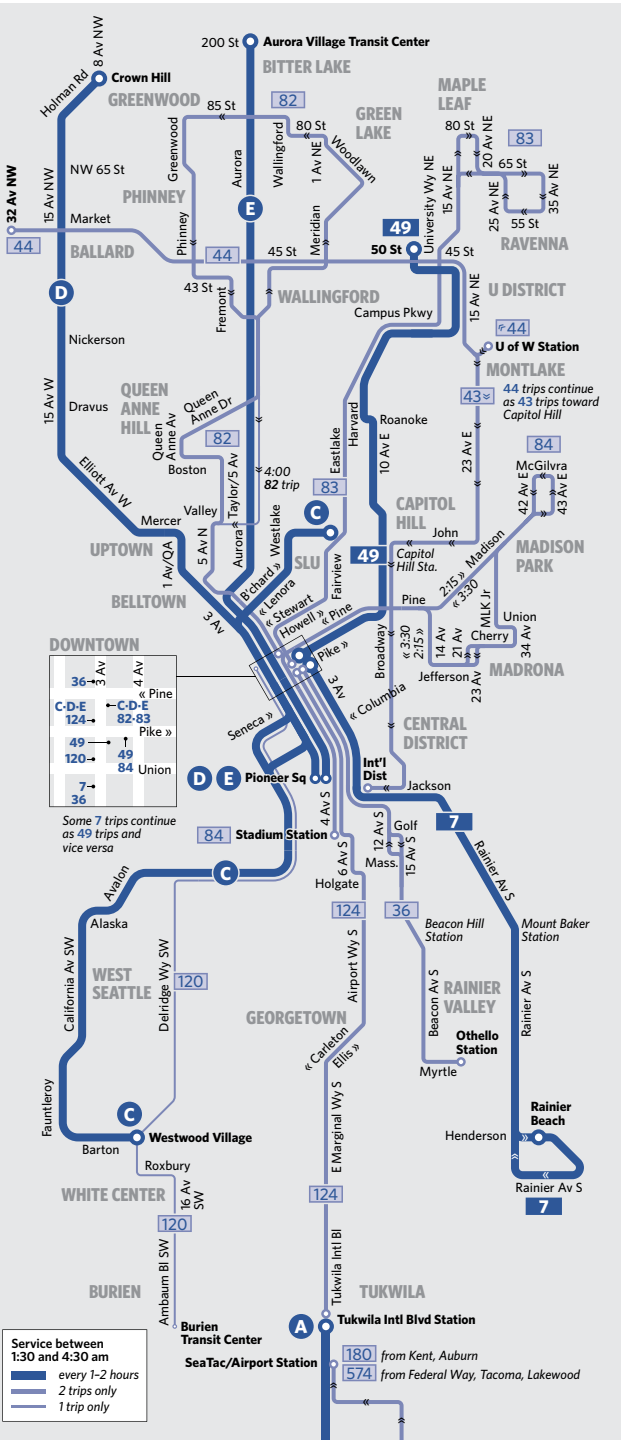 200 St
Aurora Village Transit Center
BITTER LAKE
8 Av NW
Holman Rd
Crown Hill
GREENWOOD
85 St
82
GREEN
LAKE
80 St
Greenwood
Aurora
Wallingford
1 Av NE
Woodlawn
MAPLE
LEAF
80 St
20 Av NE
83
65 St
University Wy NE
15 Av NE
25 Av NE
35 Av NE
55 St
RAVENNA
32 Av NW
44
15 Av NW
NW 65 St
Market
BALLARD
PHINNEY
Phinney
E
Meridian
49
50 St
44
45 St
45 St
43 St
Fremont
WALLINGFORD
U DISTRICT
15 Av NE
Campus Pkwy
44
U of W Station
MONTLAKE
D
Nickerson
15 Av W
Dravus
QUEEN
ANNE
HILL
Queen
Anne Dr
Queen
Anne Av
82
Boston
43
44 trips continue
as 43 trips toward
Capitol Hill
Harvard
Roanoke
10 Av E
Eastlake
23 Av E
84
McGilvra
42 Av E
43 Av E
Elliott Av W
4:00
82 trip
Taylor/5 Av
Valley
83
CAPITOL
HILL
MADISON
PARK
Mercer
UPTOWN
1 Av/QA
5 Av N
Aurora
Westlake
C
SLU
Fairview
49
Capitol
Hill Sta.
John
Madison
2:15 »
« 3:30
BELLTOWN
3 Av
B'chard »
« Lenora
« Stewart
Howell »
« Pine
Pine
Pike »
Broadway
« 3:30
2:15 »
14 Av
21 Av
MLK Jr
Union
Cherry
34 Av
Jefferson
23 Av
MADRONA
DOWNTOWN
3 Av
4 Av
36
« Pine
C·D·E
124
C·D·E
82·83
Pike »
49
120
49
84
Union
7
36
Some 7 trips continue
as 49 trips and
vice versa
3 Av
« Columbia
CENTRAL
DISTRICT
Seneca »
D
E
Pioneer Sq
Int'l
Dist
Jackson
84
Stadium Station
4 Av S
6 Av S
12 Av S
Golf
Mass.
15 Av S
7
Rainier Av S
Holgate
C
Avalon
Alaska
124
36
Beacon Hill
Station
Mount Baker
Station
California Av SW
WEST
SEATTLE
Delridge Wy SW
120
Airport Wy S
GEORGETOWN
Beacon Av S
RAINIER
VALLEY
Rainier Av S
Othello
Station
Myrtle
« Carleton
Ellis »
Fauntleroy
C
Westwood Village
Barton
Roxbury
WHITE CENTER
16 Av
SW
120
E Marginal Wy S
124
Rainier
Beach
Henderson
Rainier Av S
7
BURIEN
Ambaum Bl SW
Burien
Transit Center
Tukwila Intl Bl
TUKWILA
A
Tukwila Intl Blvd Station
SeaTac/Airport Station
180 from Kent, Auburn
574 from Federal Way, Tacoma, Lakewood
Service between
1:30 and 4:30 am
every 1–2 hours
2 trips only
1 trip only